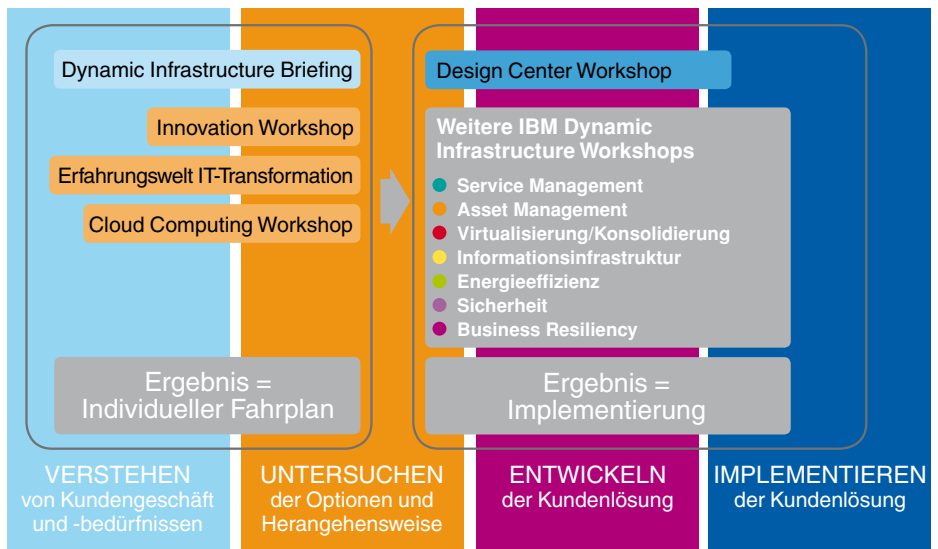 Dynamic Infrastructure Briefing
Innovation Workshop
Erfahrungswelt IT-Transformation
Cloud Computing Workshop
Ergebnis =
Individueller Fahrplan
Design Center Workshop
Weitere IBM Dynamic
Infrastructure Workshops
Service Management
Asset Management
Virtualisierung/Konsolidierung
Informationsinfrastruktur
Energieeffizienz
Sicherheit
Business Resiliency
Ergebnis =
Implementierung
VERSTEHEN
von Kundengeschäft
und -bedürfnissen
UNTERSUCHEN
der Optionen und
Herangehensweise
ENTWICKELN
der Kundenlösung
IMPLEMENTIEREN
der Kundenlösung